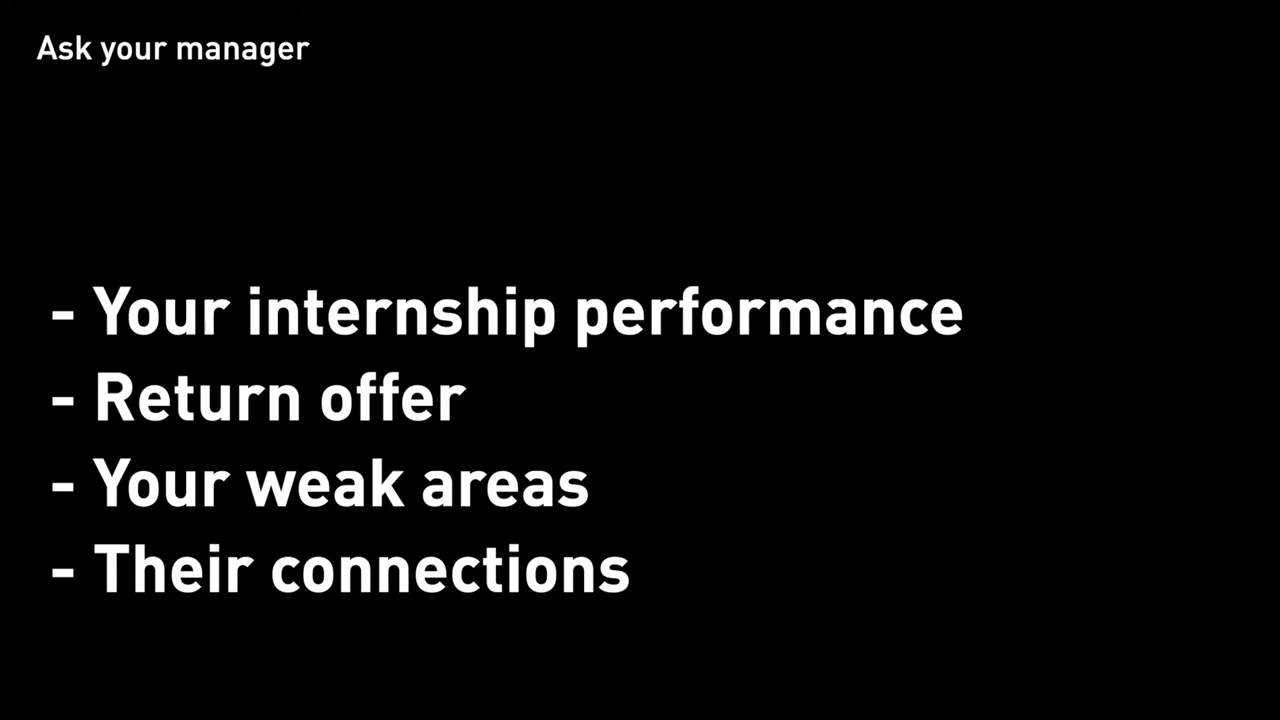 Ask your manager
- Your internship performance
- Return offer
- Your weak areas
- Their connections